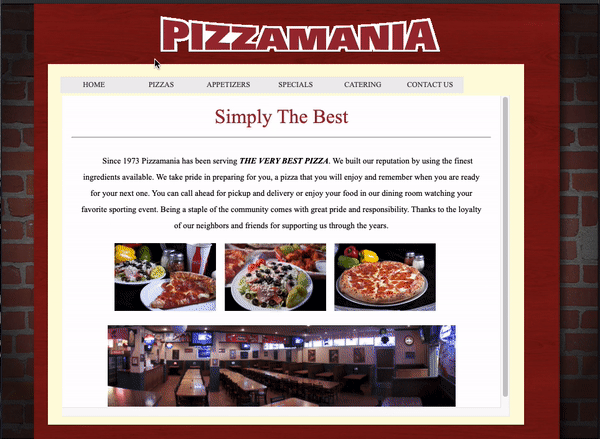 PIZZAMANIA
HOME PIZZAS APPETIZERS SPECIALS CATERING CONTACT US
Simply The Best
Since 1973 Pizzamania has been serving THE VERY BEST PIZZA. We built our reputation by using the finest
ingredients available. We take pride in preparing for you, a pizza that you will enjoy and remember when you are ready
for your next one. You can call ahead for pickup and delivery or enjoy your food in our dining room watching your
favorite sporting event. Being a staple of the community comes with great pride and responsibility. Thanks to the loyalty
of our neighbors and friends for supporting us through the years.